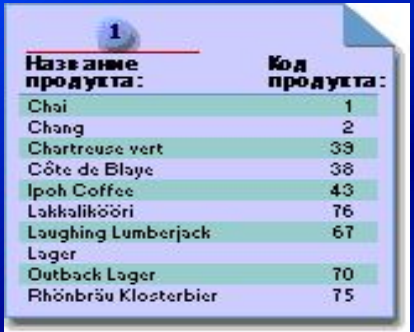 1
Название Код
продукта: продукта:
Chai 1
Chang 2
Chartreuse vert 39
Côte de Blaye 38
Ipoh Coffee 43
Lakkalikööri 76
Laughing Lumberjack 67
Lager
Outback Lager 70
Rhönbräu Klosterbier 75